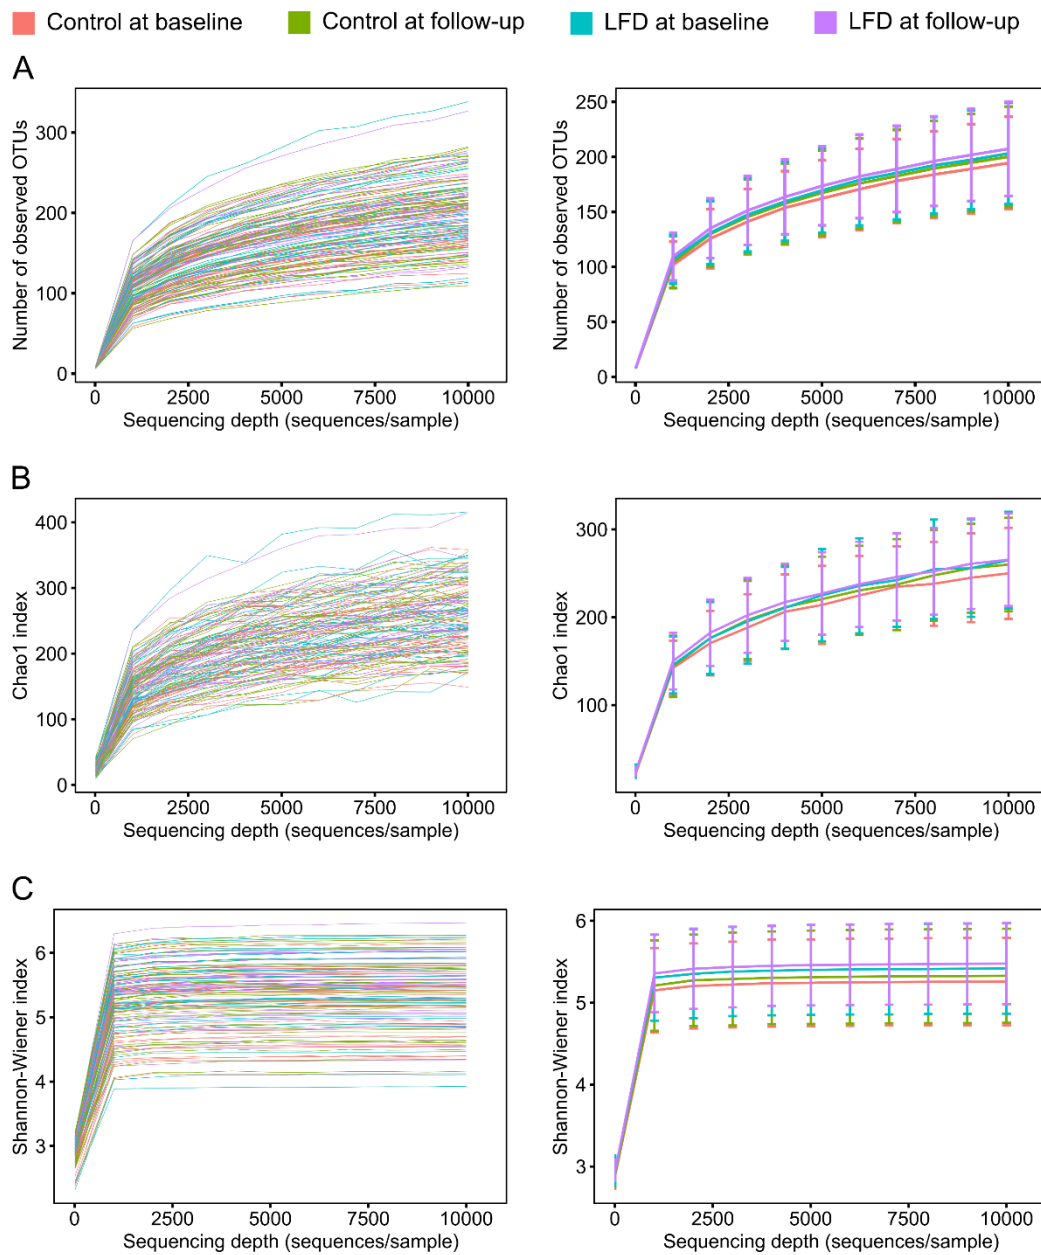 Control at baseline Control at follow-up LFD at baseline LFD at follow-up
A
Number of observed OTUs
300
200
100
0
0 2500 5000 7500 10000
Sequencing depth (sequences/sample)
Number of observed OTUs
250
200
150
100
50
0
0 2500 5000 7500 10000
Sequencing depth (sequences/sample)
B
Chao1 index
400
300
200
100
0
0 2500 5000 7500 10000
Sequencing depth (sequences/sample)
Chao1 index
300
200
100
0 2500 5000 7500 10000
Sequencing depth (sequences/sample)
C
Shannon-Wiener index
6
5
4
3
0 2500 5000 7500 10000
Sequencing depth (sequences/sample)
Shannon-Wiener index
6
5
4
3
0 2500 5000 7500 10000
Sequencing depth (sequences/sample)